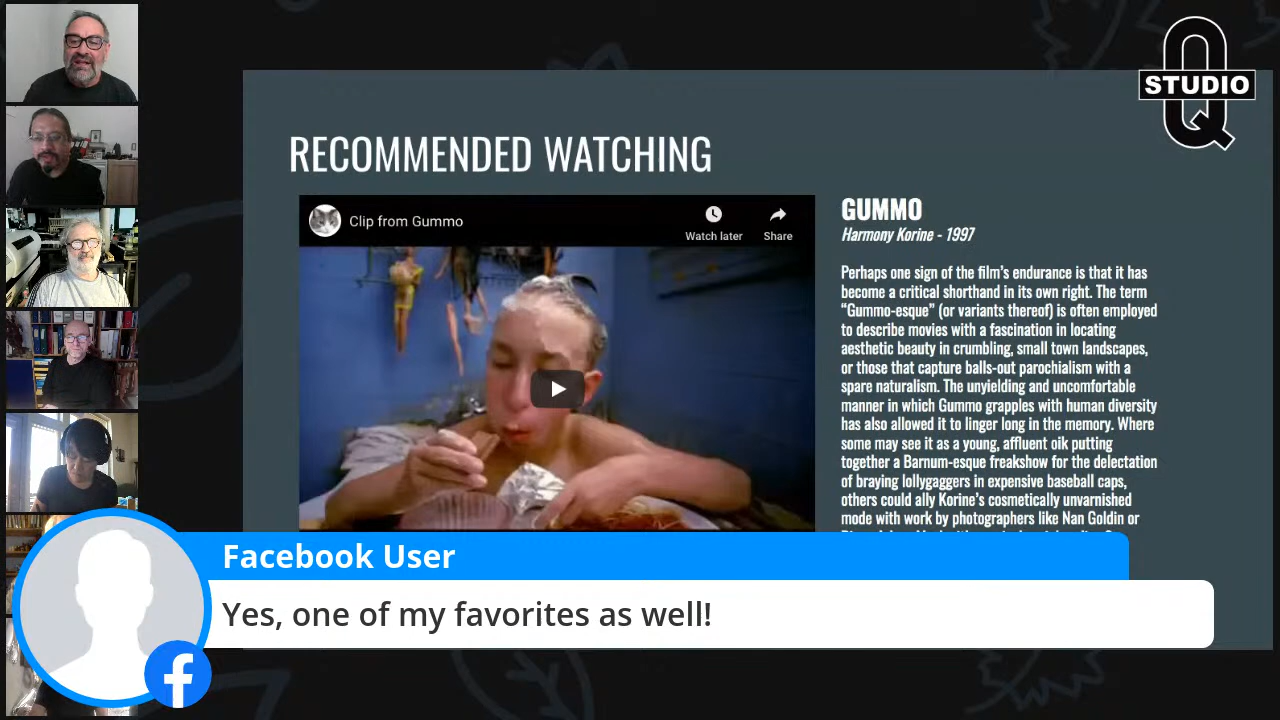 STUDIO
Q
RECOMMENDED WATCHING
Clip from Gummo
Watch later
Share
GUMMO
Harmony Korine - 1997
Perhaps one sign of the film's endurance is that it has
become a critical shorthand in its own right. The term
“Gummo-esque” (or variants thereof) is often employed
to describe movies with a fascination in locating
aesthetic beauty in crumbling, small town landscapes,
or those that capture balls-out parochialism with a
spare naturalism. The unyielding and uncomfortable
manner in which Gummo grapples with human diversity
has also allowed it to linger long in the memory. Where
some may see it as a young, affluent oik putting
together a Barnum-esque freakshow for the delectation
of braying lollygaggers in expensive baseball caps,
others could ally Korine's cosmetically unvarnished
mode with work by photographers like Nan Goldin or
Facebook User
Yes, one of my favorites as well!